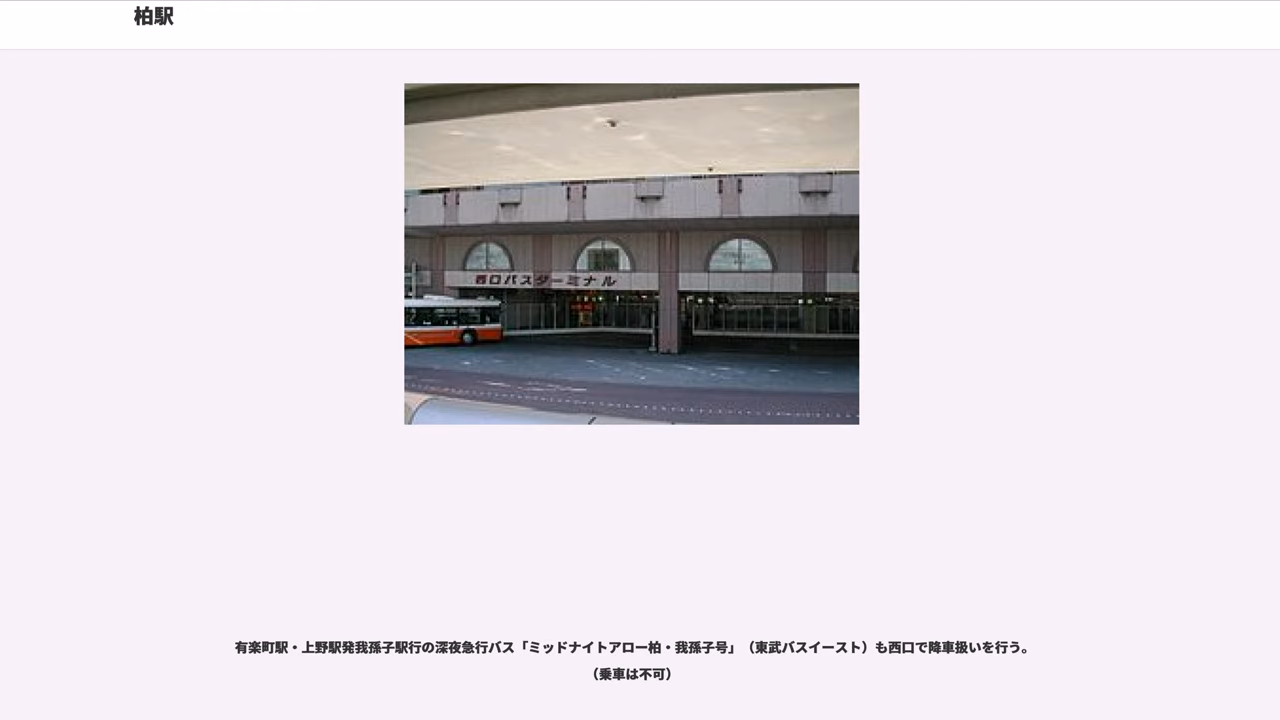 柏駅
西口バスターミナル
有楽町駅・上野駅発我孫子駅行の深夜急行バス「ミッドナイトアロー柏・我孫子号」（東武バスイースト）も西口で降車扱いを行う。
（乗車は不可）